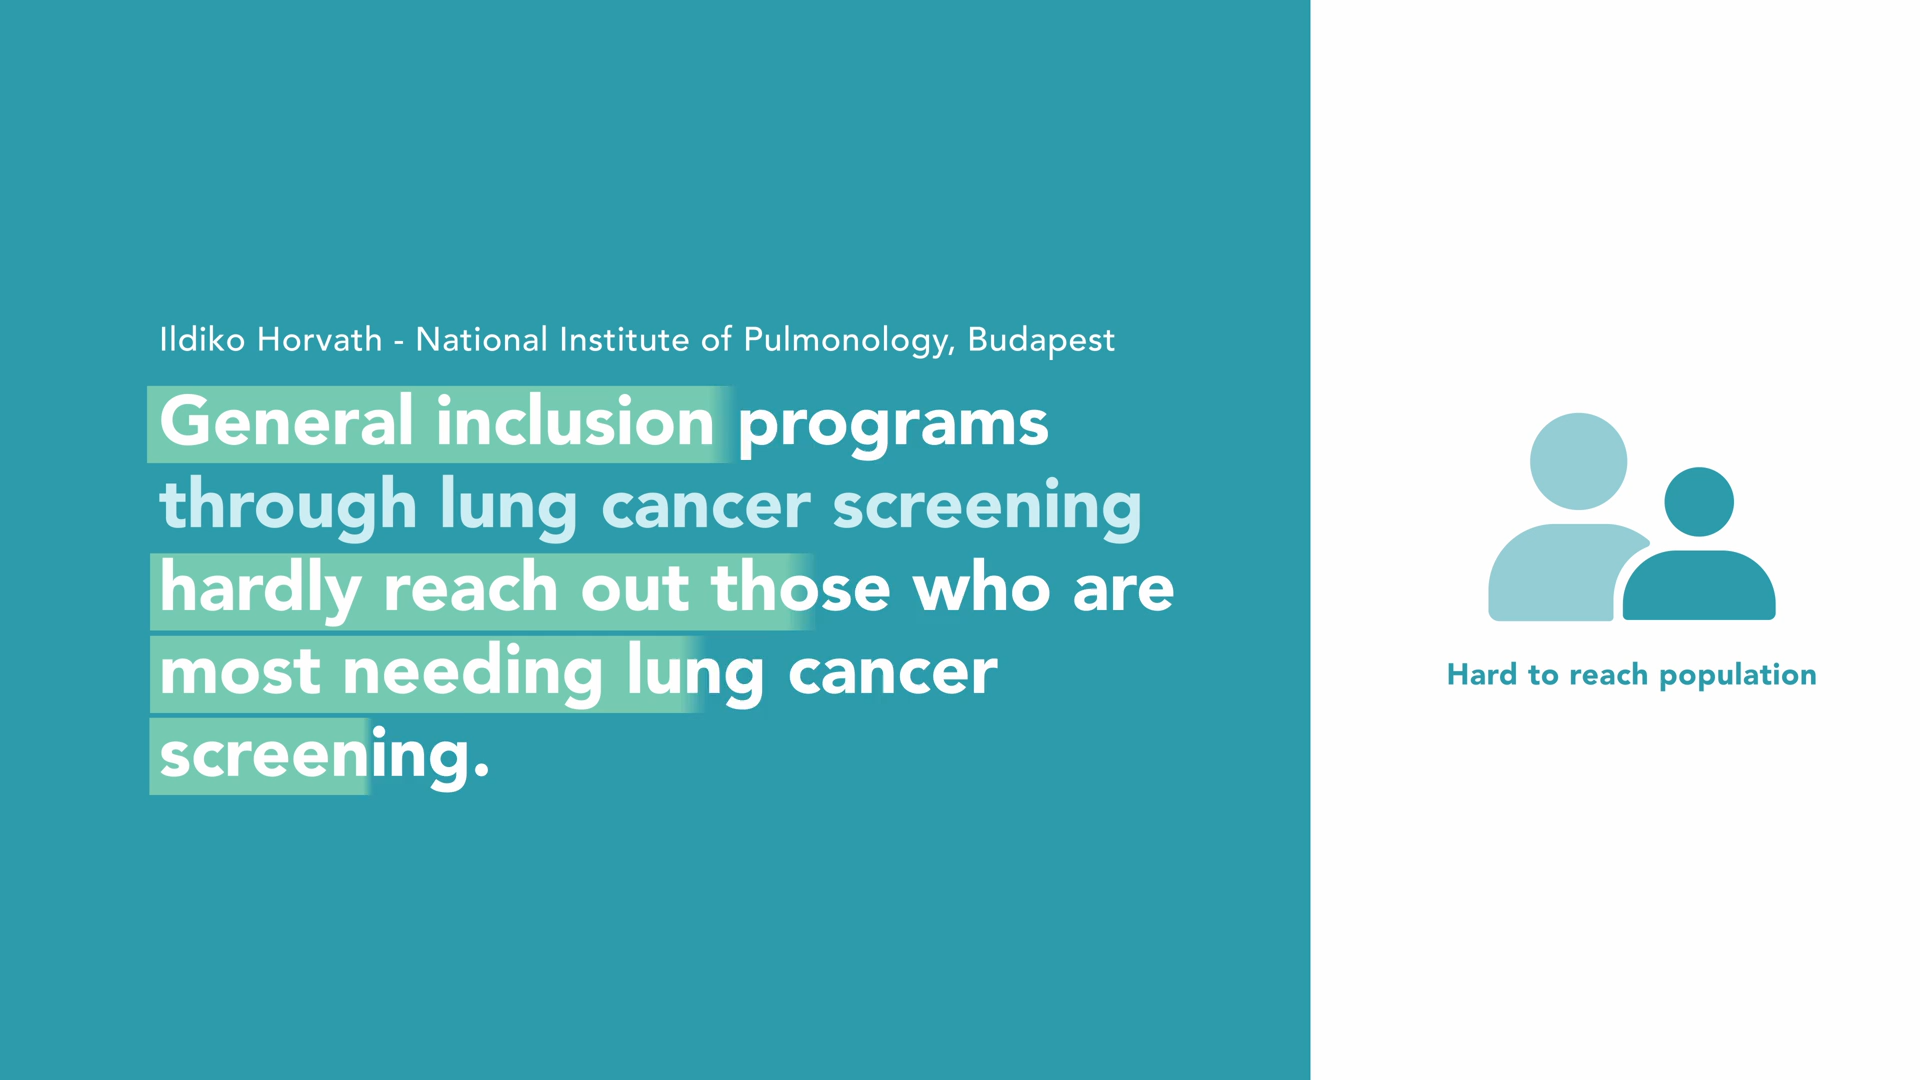 Ildiko Horvath - National Institute of Pulmonology, Budapest
General inclusion programs
through lung cancer screening
hardly reach out those who are
most needing lung cancer
screening.
Hard to reach population